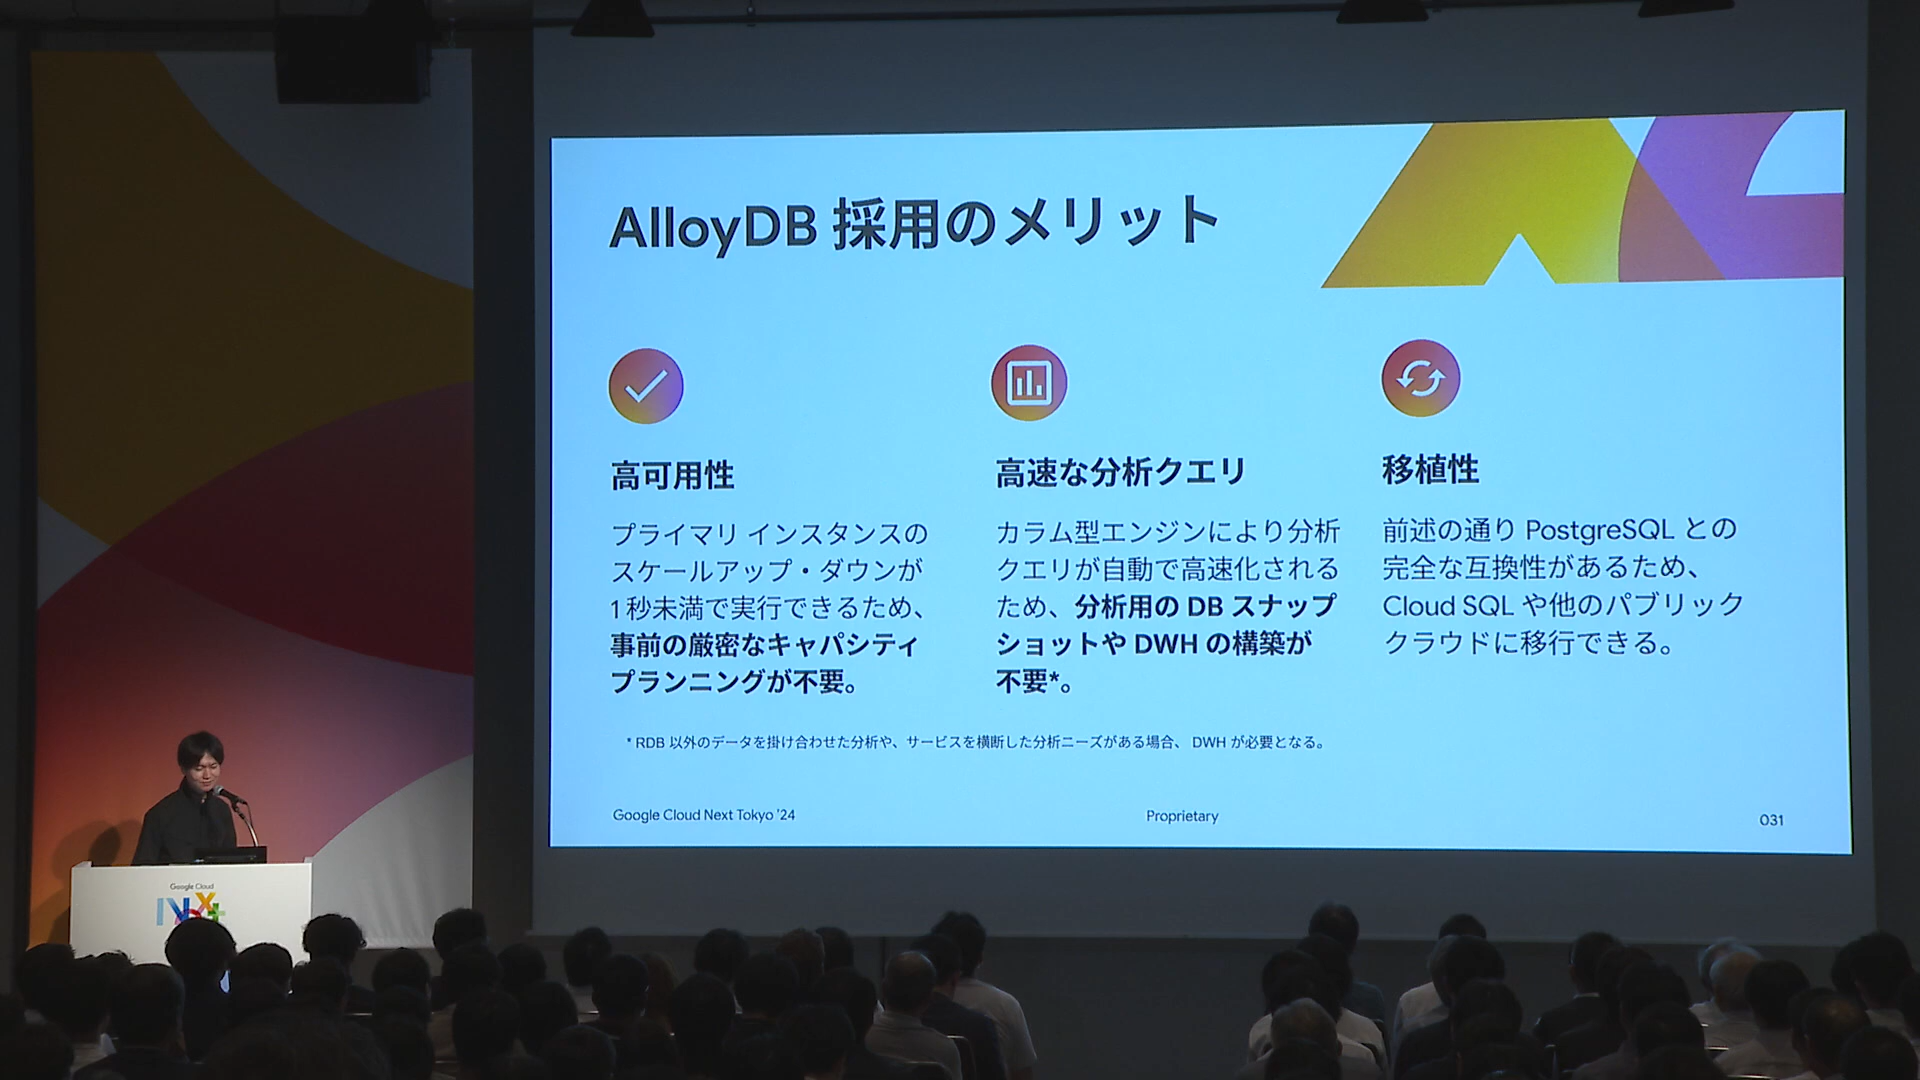 AlloyDB 採用のメリット
高可用性
プライマリ インスタンスの
スケールアップ・ダウンが
1 秒未満で実行できるため、
事前の厳密なキャパシティ
プランニングが不要。
高速な分析クエリ
カラム型エンジンにより分析
クエリが自動で高速化される
ため、分析用の DB スナップ
ショットや DWH の構築が
不要*。
移植性
前述の通り PostgreSQL との
完全な互換性があるため、
Cloud SQL や他のパブリック
クラウドに移行できる。
* RDB 以外のデータを掛け合わせた分析や、サービスを横断した分析ニーズがある場合、 DWH が必要となる。
Google Cloud Next Tokyo ’24
Proprietary
031
Google Cloud